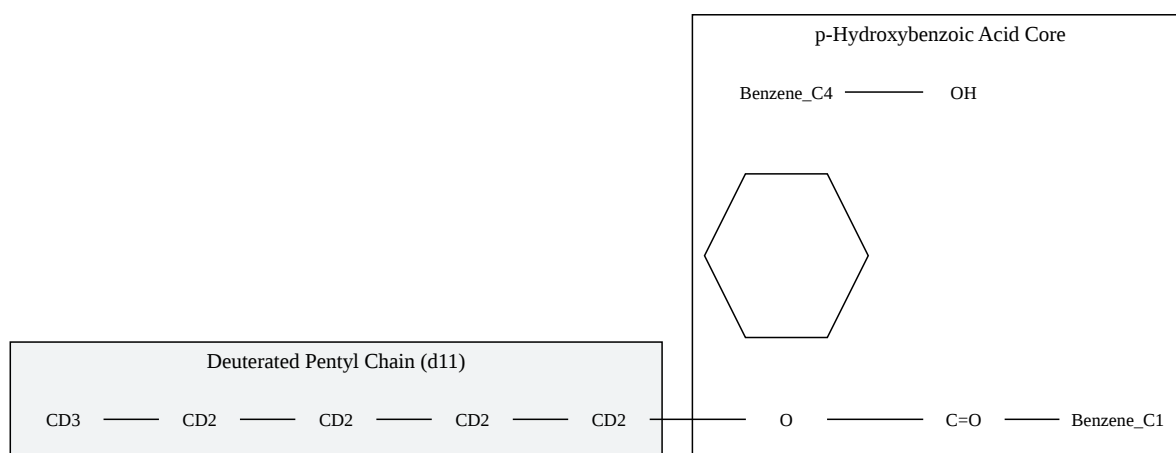 p-Hydroxybenzoic Acid Core
Benzene_C4 OH
Deuterated Pentyl Chain (d11)
CD3 CD2 CD2 CD2 CD2 O C=O Benzene_C1